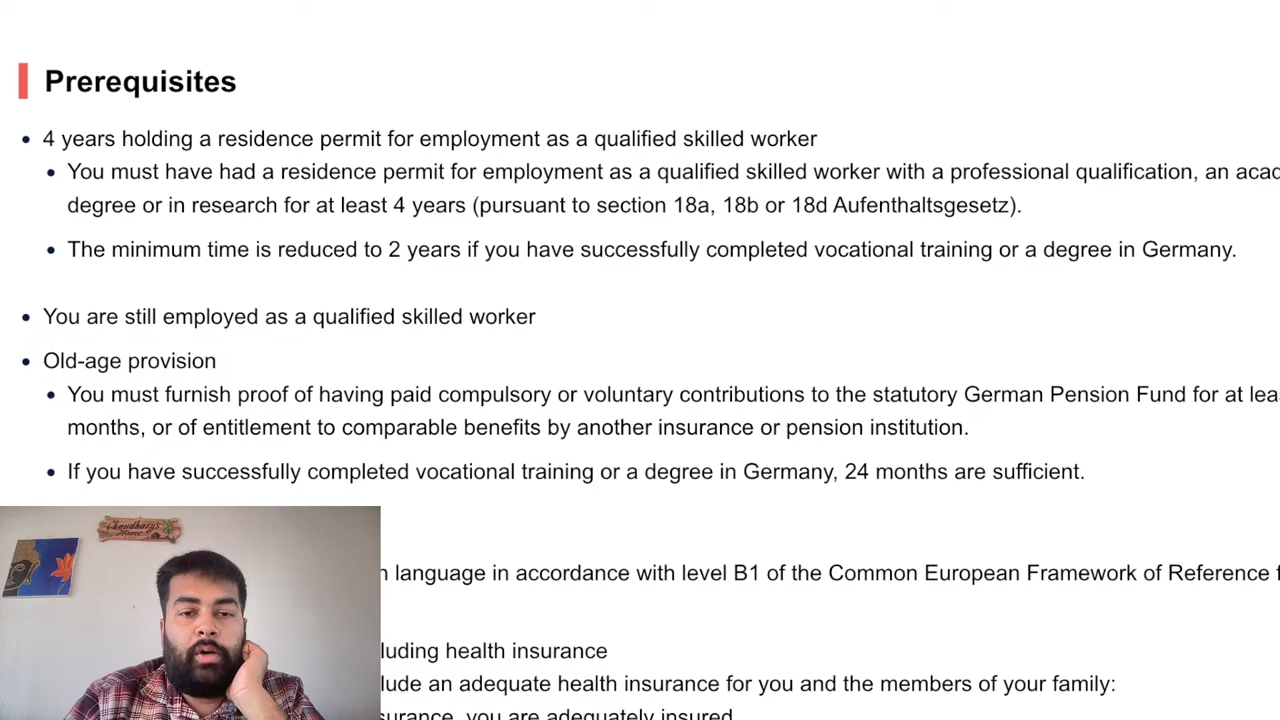 Prerequisites
4 years holding a residence permit for employment as a qualified skilled worker
You must have had a residence permit for employment as a qualified skilled worker with a professional qualification, an
degree or in research for at least 4 years (pursuant to section 18a, 18b or 18d Aufenthaltsgesetz).
The minimum time is reduced to 2 years if you have successfully completed vocational training or a degree in Germany.
You are still employed as a qualified skilled worker
Old-age provision
You must furnish proof of having paid compulsory or voluntary contributions to the statutory German Pension Fund for at
months, or of entitlement to comparable benefits by another insurance or pension institution.
If you have successfully completed vocational training or a degree in Germany, 24 months are sufficient.
Chaudhary's
Home
language in accordance with level B1 of the Common European Framework of Reference
health insurance
an adequate health insurance for you and the members of your family:
you are adequately insured